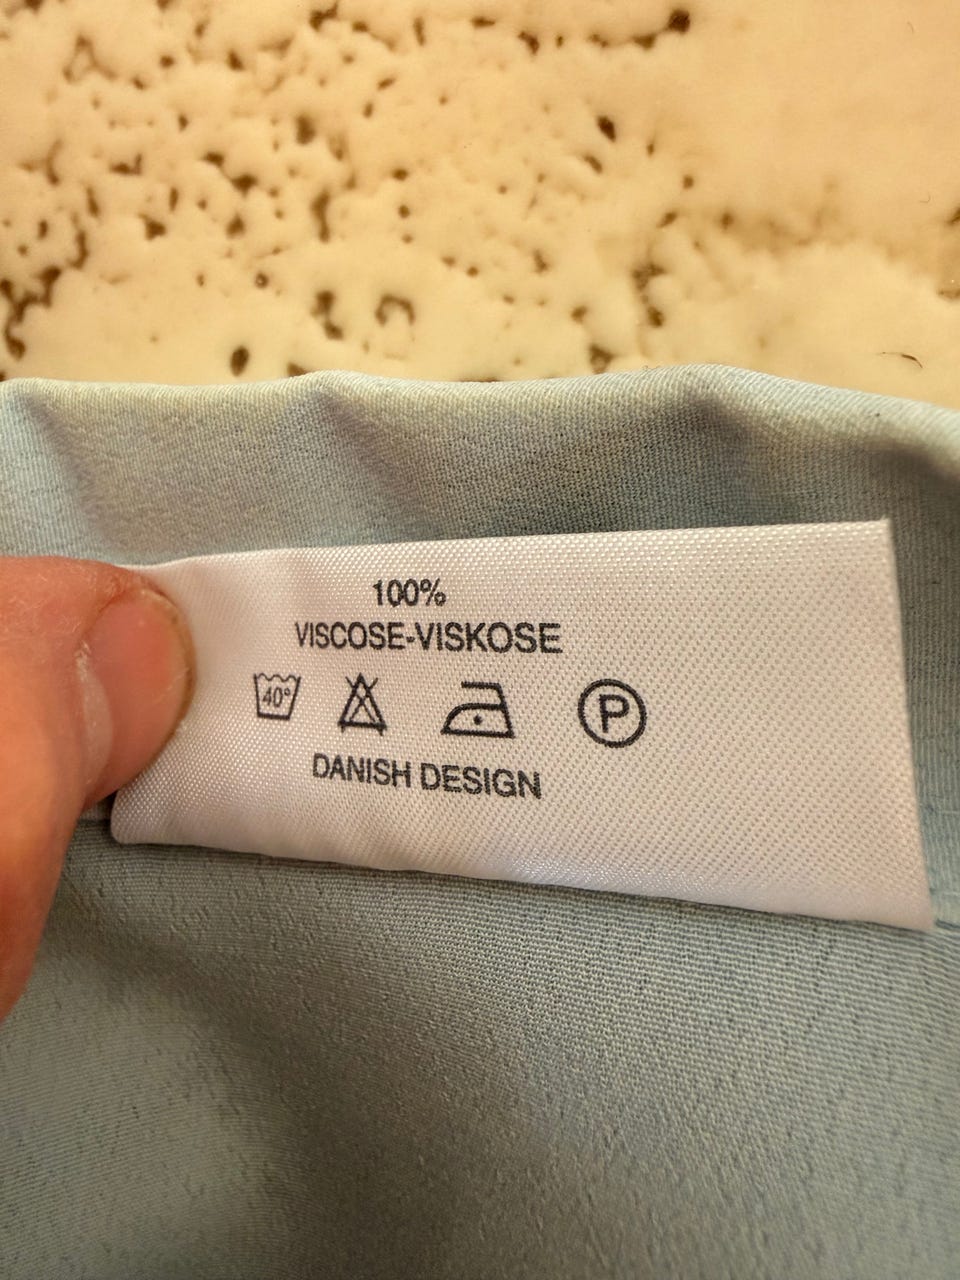 100%
VISCOSE-VISKOSE
40° P
DANISH DESIGN